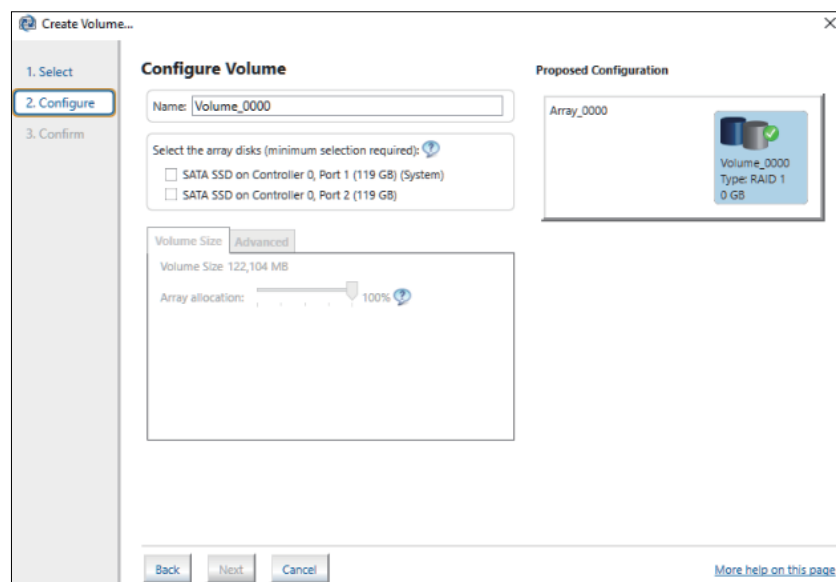 Create Volume...
1. Select
2. Configure
3. Confirm
Configure Volume
Name: Volume_0000
Select the array disks (minimum selection required):
SATA SSD on Controller 0, Port 1 (119 GB) (System)
SATA SSD on Controller 0, Port 2 (119 GB)
Volume Size Advanced
Volume Size 122,104 MB
Array allocation: 100%
Proposed Configuration
Array_0000
Volume_0000
Type: RAID 1
0 GB
Back Next Cancel
More help on this page